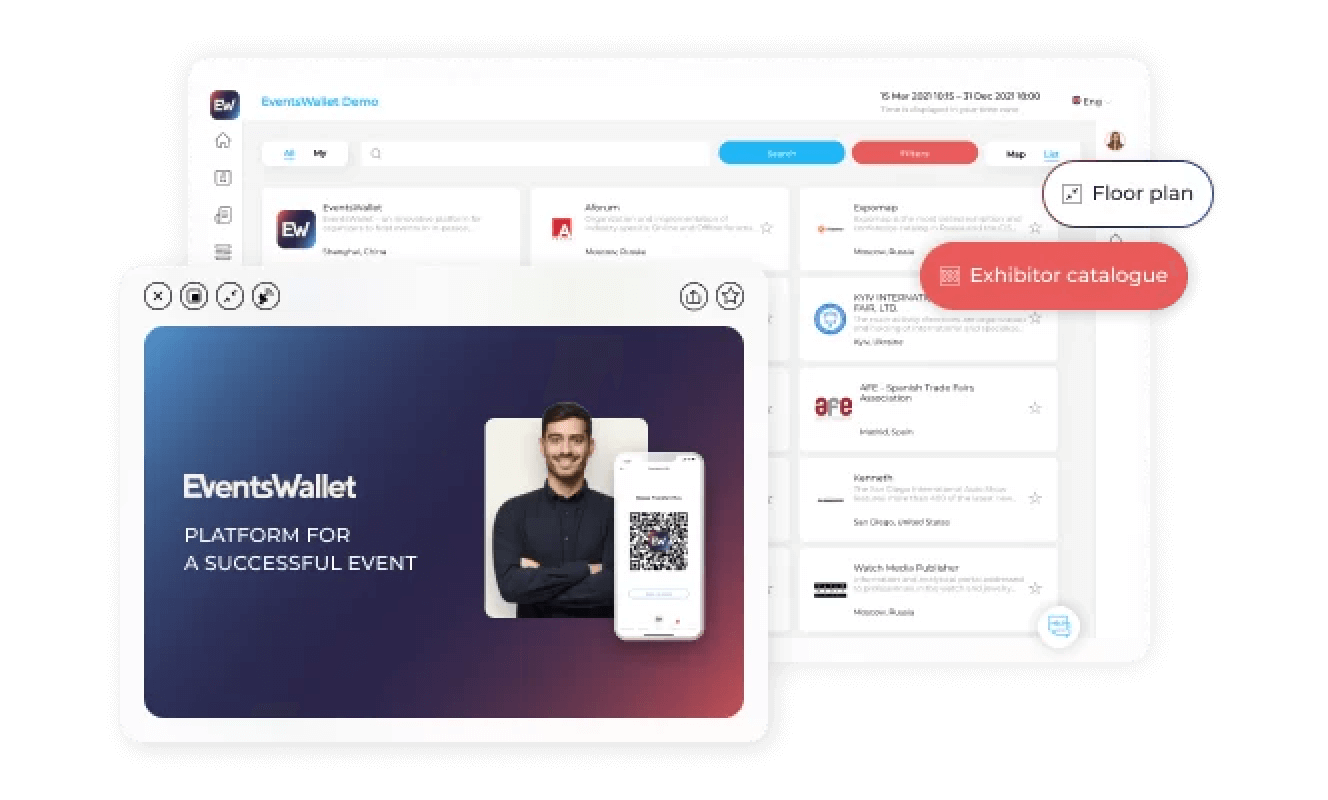 Ew
EventsWallet Demo
15 Mar 2021 10:15 – 31 Dec 2021 18:00
Time is displayed in your time zone
Eng
All
My
Search
Filters
Map
List
Floor plan
Exhibitor catalogue
Ew
EventsWallet
EventsWallet - an innovative platform for
organizers to host events in in-person,...
Shanghai, China
A
Aforum
Organization and implementation of
industry-specific Online and Offline forums...
Moscow, Russia
Expomap
Expomap is the most visited exhibition and
conference catalog in Russia and the CIS...
Moscow, Russia
KYIV INTERNATI
FAIR, LTD.
The main activity directions are organization
and holding of international and specialize...
Kyiv, Ukraine
afe
AFE - Spanish Trade Fairs
Association
Madrid, Spain
Kenneth
The San Diego International Auto Show
features more than 400 of the latest new...
San Diego, United States
Watch Media Publisher
Information and analytical portal addressed
to professionals in the watch and jewelry...
Moscow, Russia
EventsWallet
PLATFORM FOR
A SUCCESSFUL EVENT
Ew